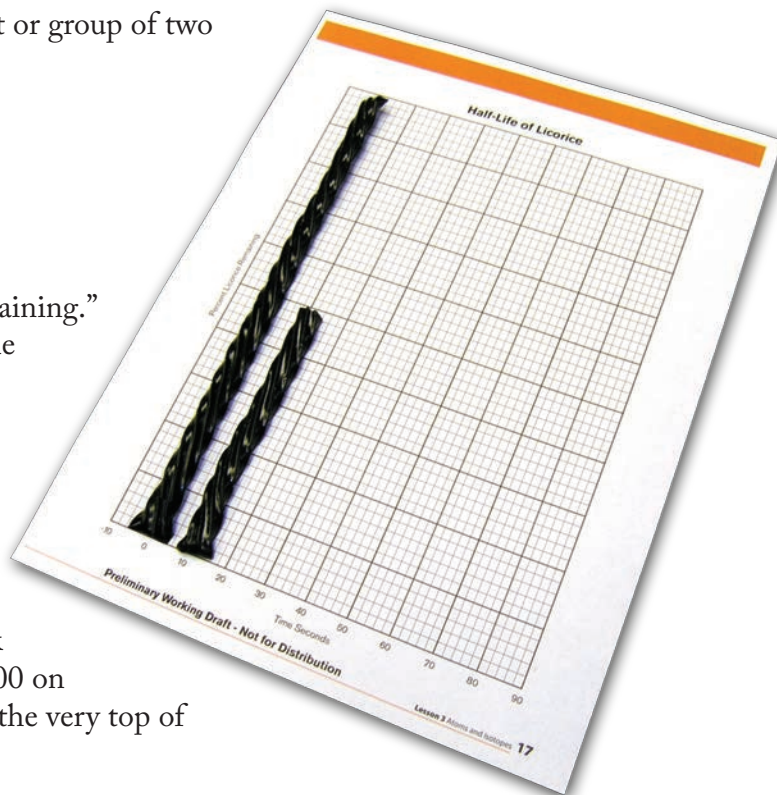 t or group of two
Half-Life of Licorice
Percent Licorice Remaining
aining.”
-10 0 10 20 30 40 50 60 70 80 90
Time Seconds
Preliminary Working Draft - Not for Distribution
Lesson 3 Atoms and Isotopes 17
00 on
the very top of